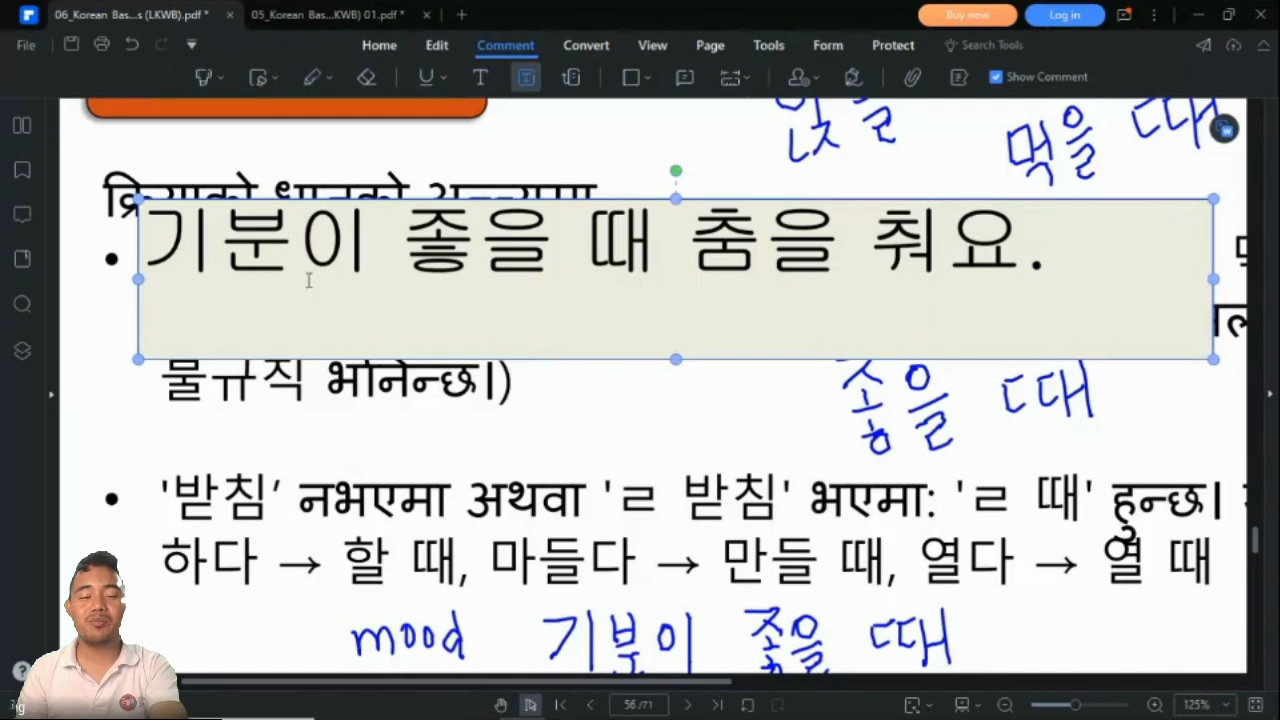 06_Korean Bas...s (LKWB).pdf *
05_Korean Bas...KWB) 01.pdf *
Buy now
Log in
File
Home
Edit
Comment
Convert
View
Page
Tools
Form
Protect
Search Tools
Show Comment
먹을 때
기분이 좋을 때 춤을 춰요.
물규직 भनिन्छ।)
좋을 때
'받침' नभएमा अथवा 'ㄹ 받침' भएमा: 'ㄹ 때' हुन्छ।
하다 → 할 때, 마들다 → 만들 때, 열다 → 열 때
mood 기분이 좋을 때
56 /71
125%